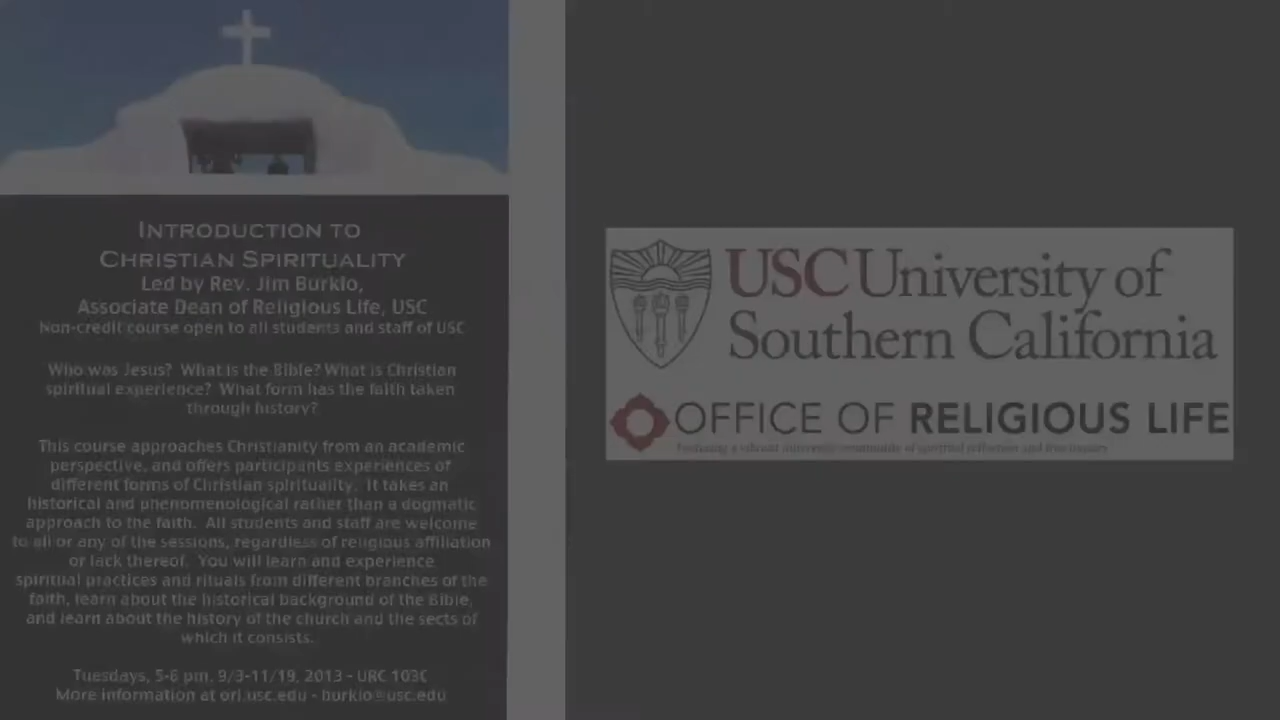 INTRODUCTION TO
CHRISTIAN SPIRITUALITY
Led by Rev. Jim Burklo,
Associate Dean of Religious Life, USC
Non-credit course open to all students and staff of USC
Who was Jesus? What is the Bible? What is Christian
spiritual experience? What form has the faith taken
through history?
This course approaches Christianity from an academic
perspective, and offers participants experiences of
different forms of Christian spirituality. It takes an
historical and phenomenological rather than a dogmatic
approach to the faith. All students and staff are welcome
to all or any of the sessions, regardless of religious affiliation
or lack thereof. You will learn and experience
spiritual practices and rituals from different branches of the
faith, learn about the historical background of the Bible,
and learn about the history of the church and the sects of
which it consists.
Tuesdays, 5-6 pm, 9/3-11/19, 2013 - URC 103C
More information at orl.usc.edu - burklo@usc.edu
USC University of
Southern California
OFFICE OF RELIGIOUS LIFE
Fostering a vibrant university community of spiritual reflection and